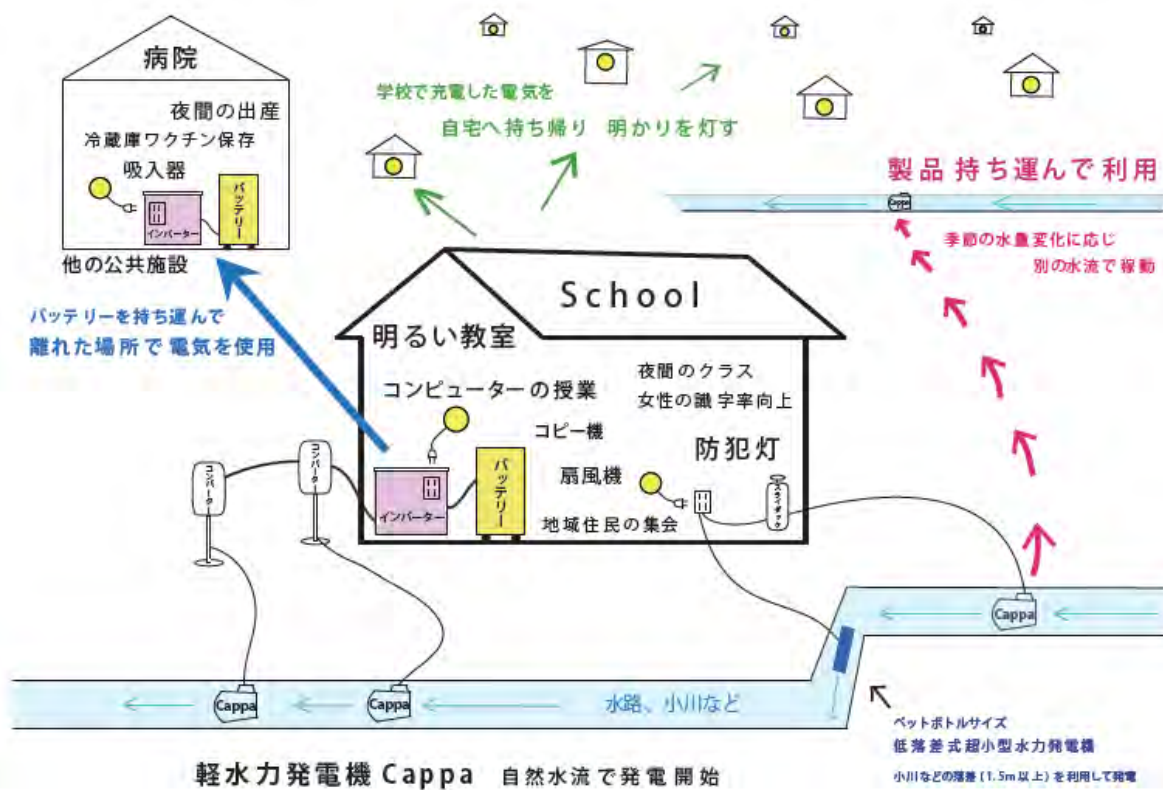 病院
夜間の出産
冷蔵庫ワクチン保存
吸入器
インバーター
バッテリー
他の公共施設
バッテリーを持ち運んで
離れた場所で 電気を使用
学校で充電した電気を
自宅へ持ち帰り 明かりを灯す
製品 持ち運んで 利用
Cappa
季節の水量変化に応じ
別の水流で 稼動
School
明るい教室
コンピューターの授業
夜間のクラス
女性の識字率向上
コピー機
防犯灯
扇風機
インバーター
バッテリー
スライダック
地域住民の集会
コンバーター
コンバーター
Cappa
Cappa
Cappa
水路、小川など
ペットボトルサイズ
低落差式超小型水力発電機
小川などの落差(1.5m以上)を利用して発電
軽水力発電機 Cappa 自然水流で発電開始